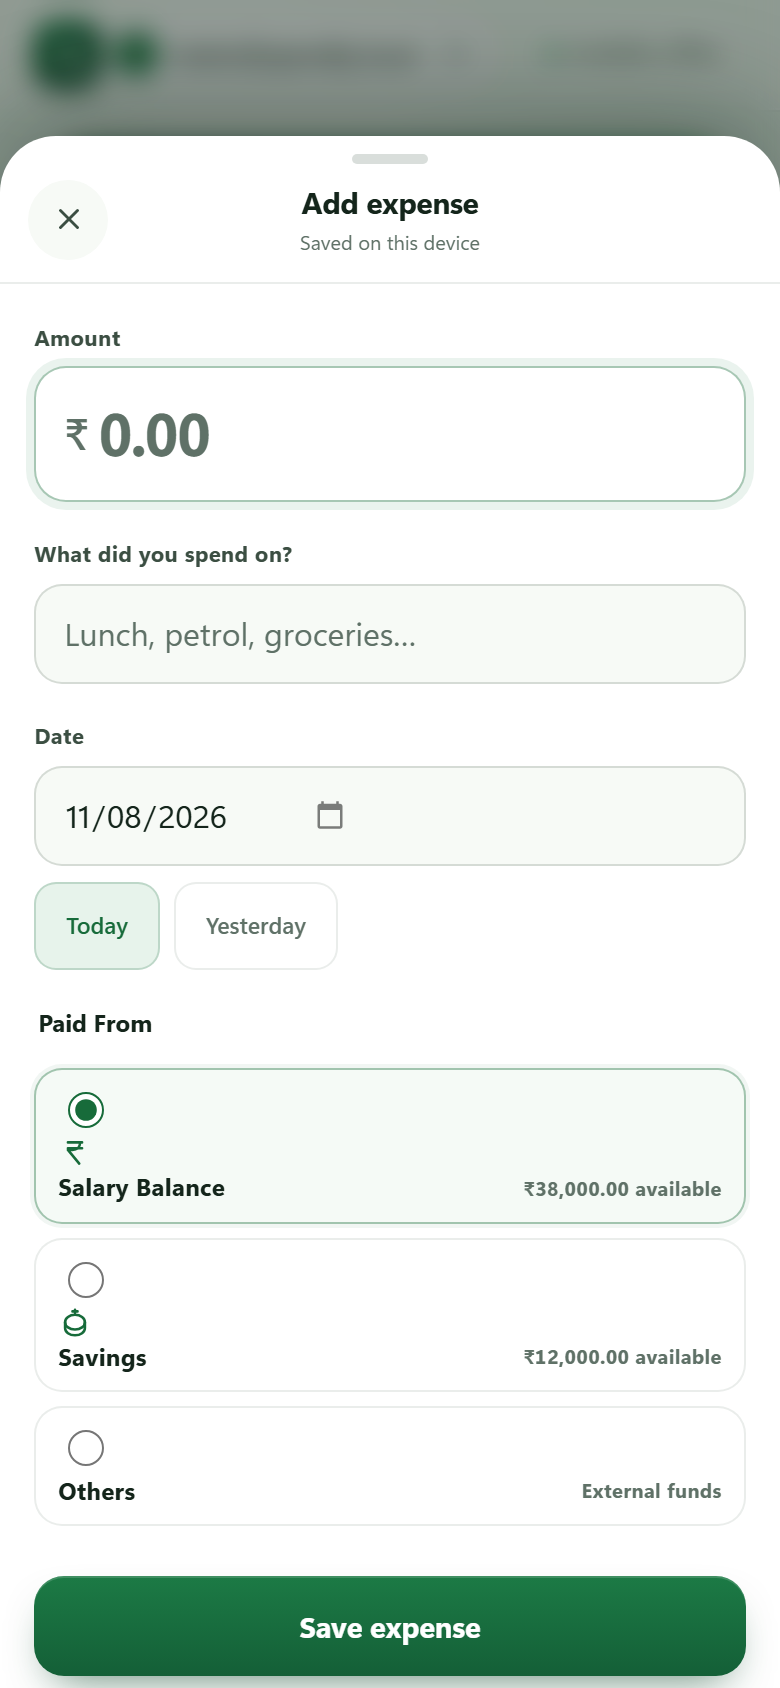 Add expense
Saved on this device
Amount
₹ 0.00
What did you spend on?
Lunch, petrol, groceries...
Date
11/08/2026
Today
Yesterday
Paid From
₹
Salary Balance
₹38,000.00 available
Savings
₹12,000.00 available
Others
External funds
Save expense